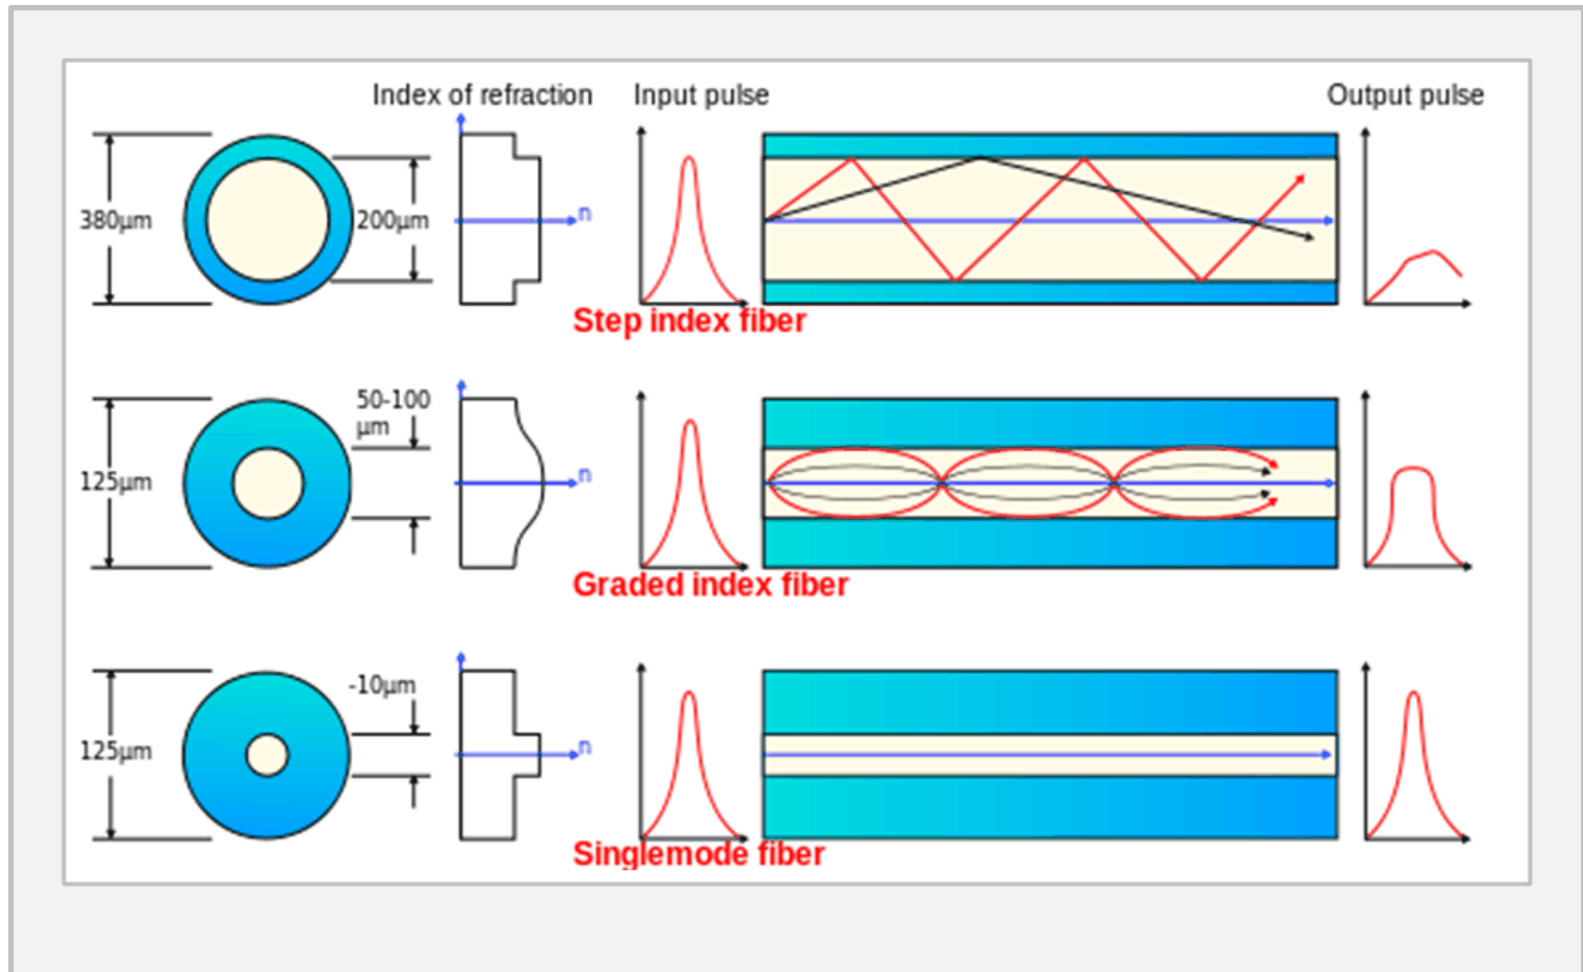 Index of refraction
Input pulse
Output pulse
380µm
200µm
n
Step index fiber
50-100
µm
125µm
n
Graded index fiber
-10µm
125µm
n
Singlemode fiber